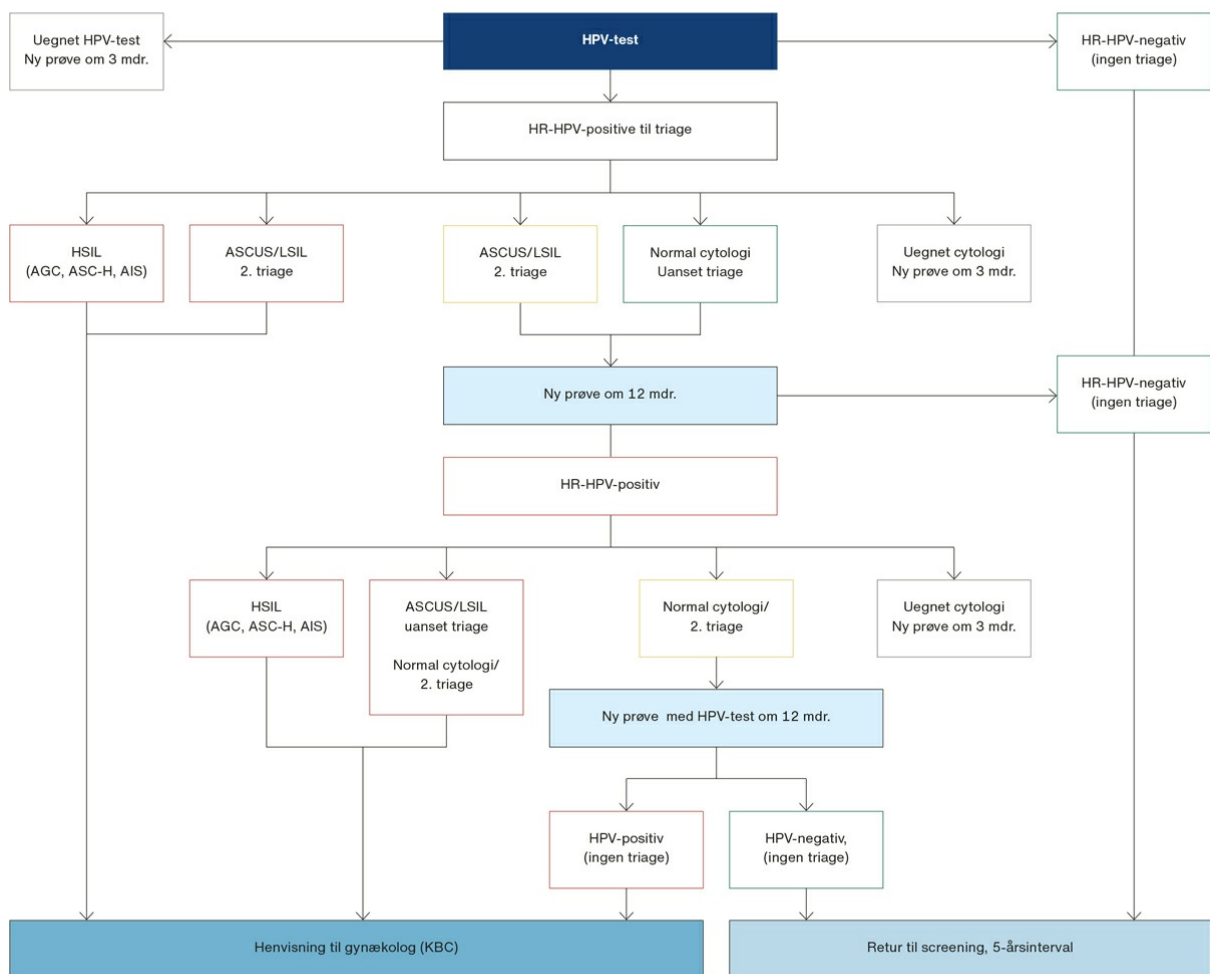 Uegnet HPV-test
Ny prøve om 3 mdr.
HPV-test
HR-HPV-negativ
(ingen triage)
HR-HPV-positive til triage
HSIL
(AGC, ASC-H, AIS)
ASCUS/LSIL
2. triage
ASCUS/LSIL
2. triage
Normal cytologi
Uanset triage
Uegnet cytologi
Ny prøve om 3 mdr.
Ny prøve om 12 mdr.
HR-HPV-negativ
(ingen triage)
HR-HPV-positiv
HSIL
(AGC, ASC-H, AIS)
ASCUS/LSIL
uanset triage
Normal cytologi/
2. triage
Normal cytologi/
2. triage
Uegnet cytologi
Ny prøve om 3 mdr.
Ny prøve med HPV-test om 12 mdr.
HPV-positiv
(ingen triage)
HPV-negativ,
(ingen triage)
Henvisning til gynækolog (KBC)
Retur til screening, 5-årsinterval